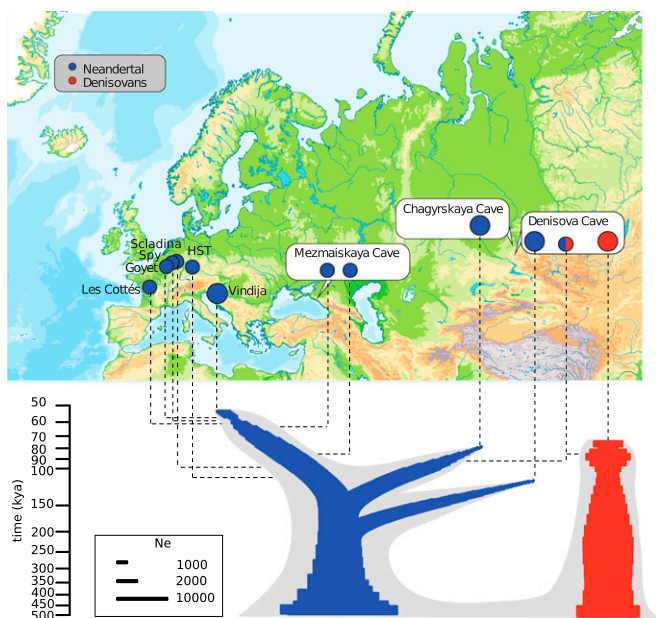 Neandertal
Denisovans
Chagyrskaya Cave
Denisova Cave
Scladina
Spy
HST
Goyet
Mezmaiskaya Cave
Les Cottés
Vindija
50
60
70
80
90
100
150
200
250
300
350
400
450
500
time (kya)
Ne
1000
2000
10000